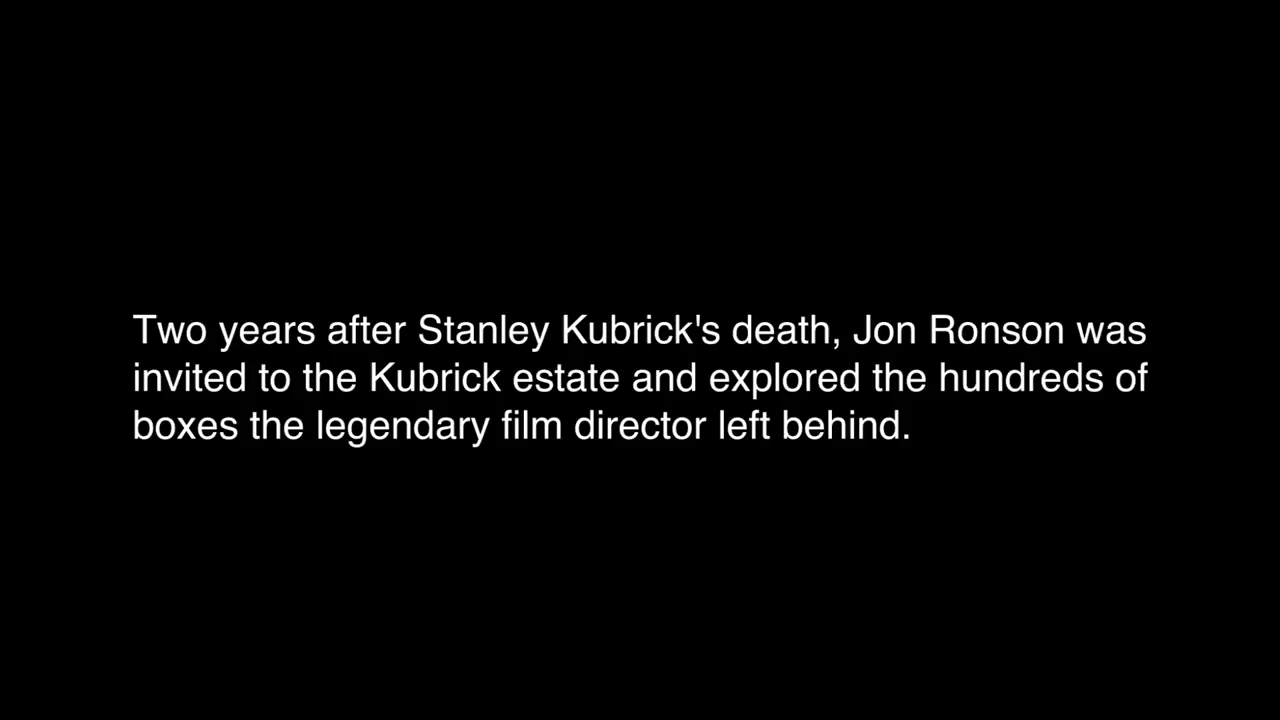 Two years after Stanley Kubrick's death, Jon Ronson was
invited to the Kubrick estate and explored the hundreds of
boxes the legendary film director left behind.